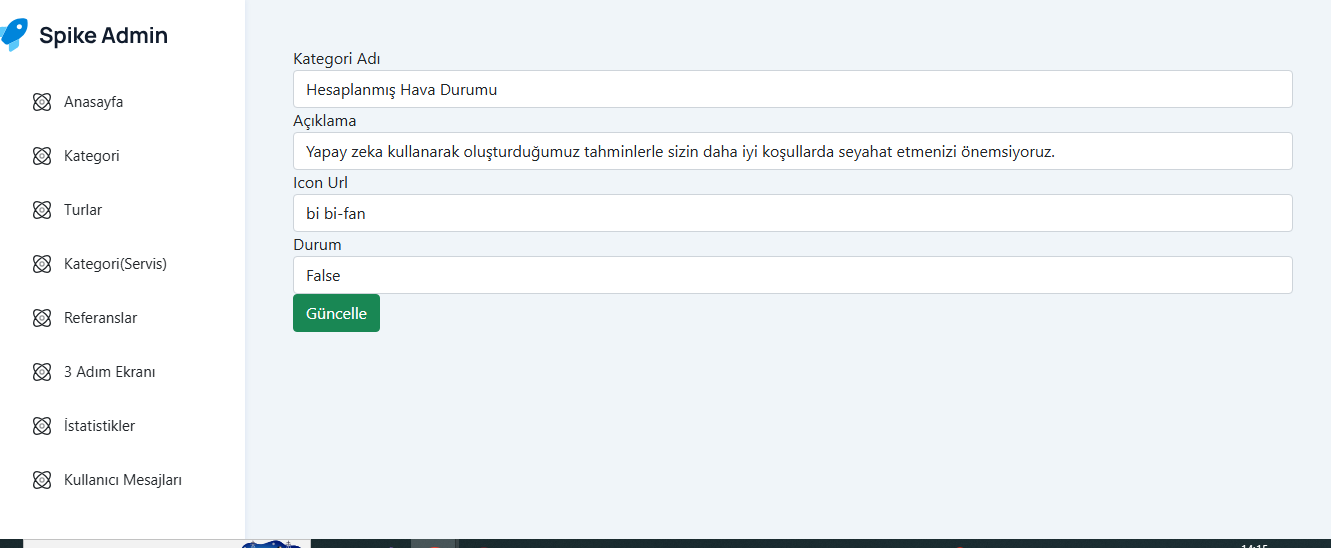 Spike Admin
Anasayfa
Kategori
Turlar
Kategori(Servis)
Referanslar
3 Adım Ekranı
İstatistikler
Kullanıcı Mesajları
Kategori Adı
Hesaplanmış Hava Durumu
Açıklama
Yapay zeka kullanarak oluşturduğumuz tahminlerle sizin daha iyi koşullarda seyahat etmenizi önemsiyoruz.
Icon Url
bi bi-fan
Durum
False
Güncelle